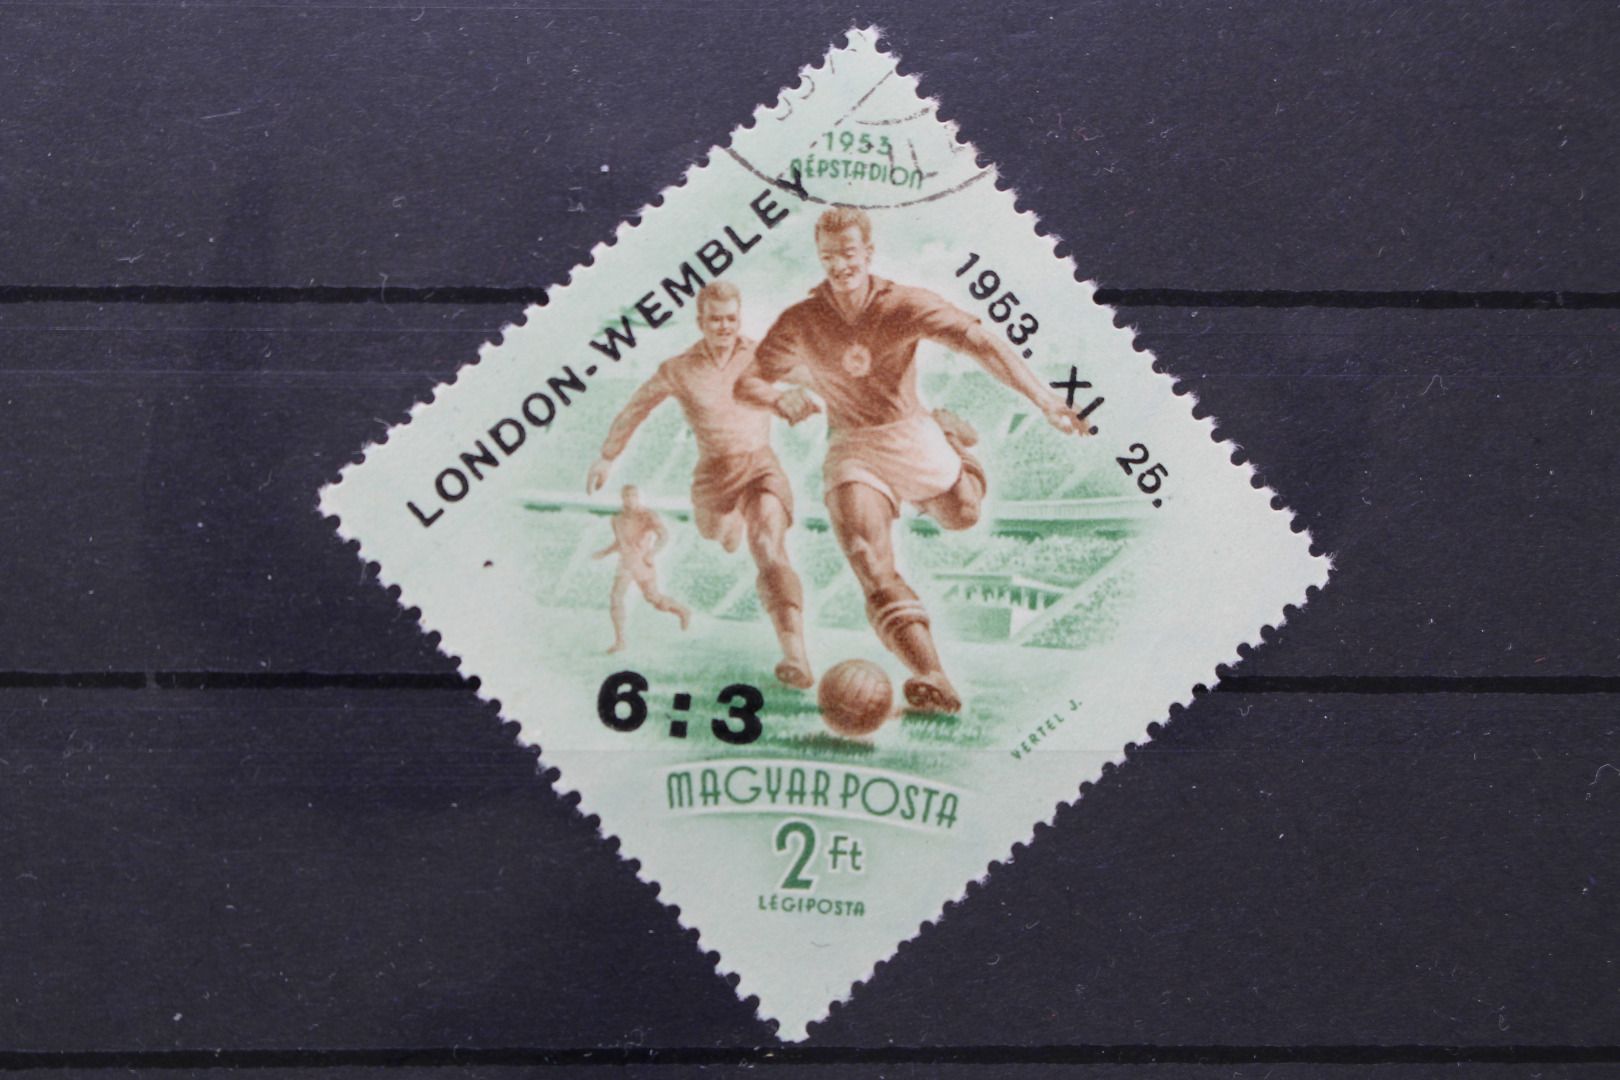 1953
NÉPSTADION
LONDON-WEMBLEY
1953. XI. 25.
6:3
VERTEL J.
MAGYAR POSTA
2 Ft
LÉGIPOSTA